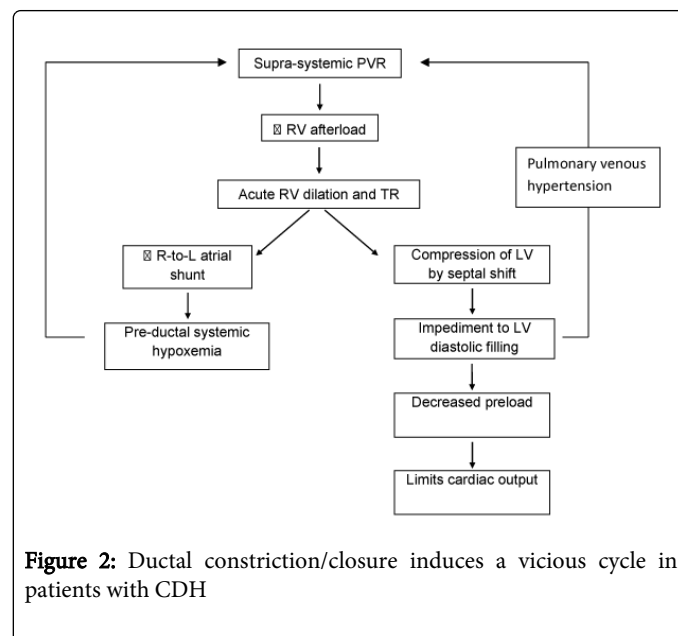 Supra-systemic PVR
RV afterload
Pulmonary venous
hypertension
Acute RV dilation and TR
R-to-L atrial
shunt
Compression of LV
by septal shift
Pre-ductal systemic
hypoxemia
Impediment to LV
diastolic filling
Decreased preload
Limits cardiac output
Figure 2: Ductal constriction/closure induces a vicious cycle in
patients with CDH